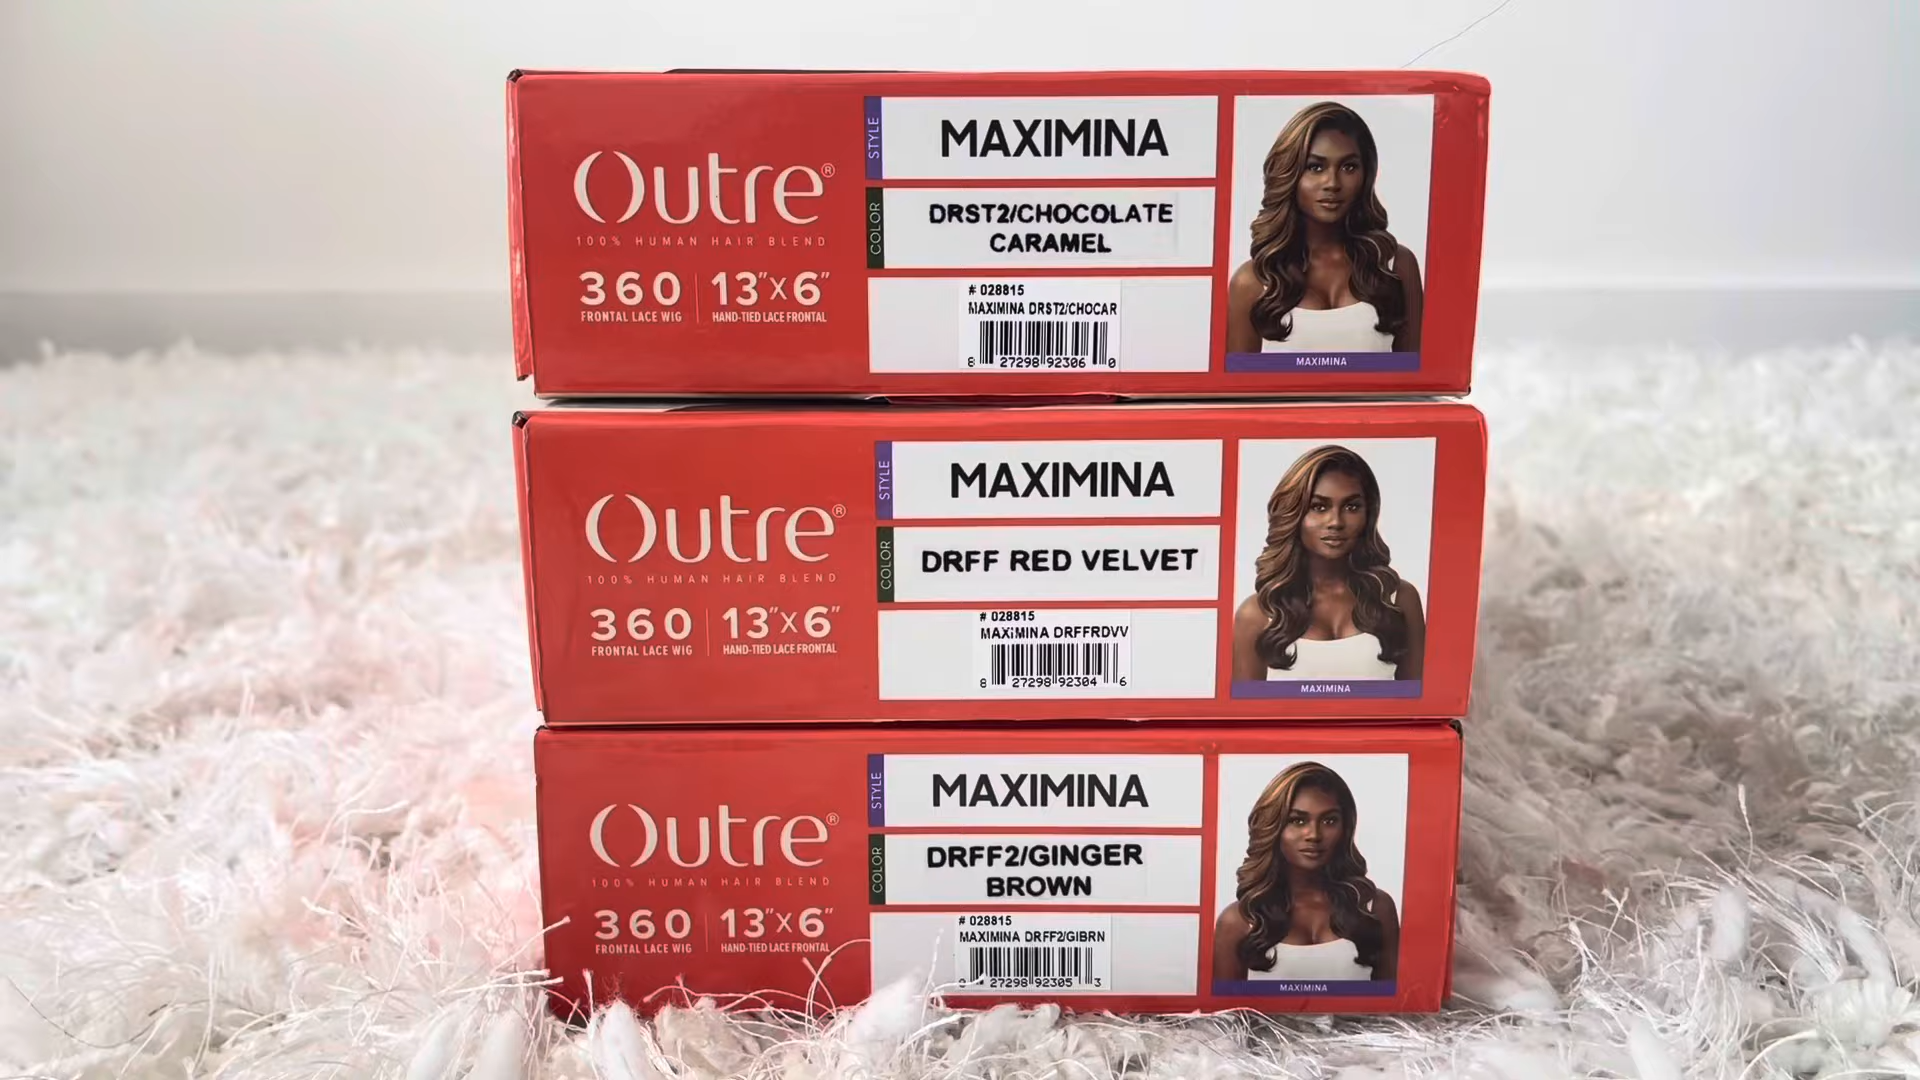 Outre®
100% HUMAN HAIR BLEND
360
FRONTAL LACE WIG
13"X6"
HAND-TIED LACE FRONTAL
STYLE
MAXIMINA
COLOR
DRST2/CHOCOLATE
CARAMEL
# 028815
MAXIMINA DRST2/CHOCAR
8 27298 92306 0
MAXIMINA
Outre®
100% HUMAN HAIR BLEND
360
FRONTAL LACE WIG
13"X6"
HAND-TIED LACE FRONTAL
STYLE
MAXIMINA
COLOR
DRFF RED VELVET
# 028815
MAXIMINA DRFFRDVV
8 27298 92304 6
MAXIMINA
Outre®
100% HUMAN HAIR BLEND
360
FRONTAL LACE WIG
13"X6"
HAND-TIED LACE FRONTAL
STYLE
MAXIMINA
COLOR
DRFF2/GINGER
BROWN
# 028815
MAXIMINA DRFF2/GIBRN
27298 92305 3
MAXIMINA